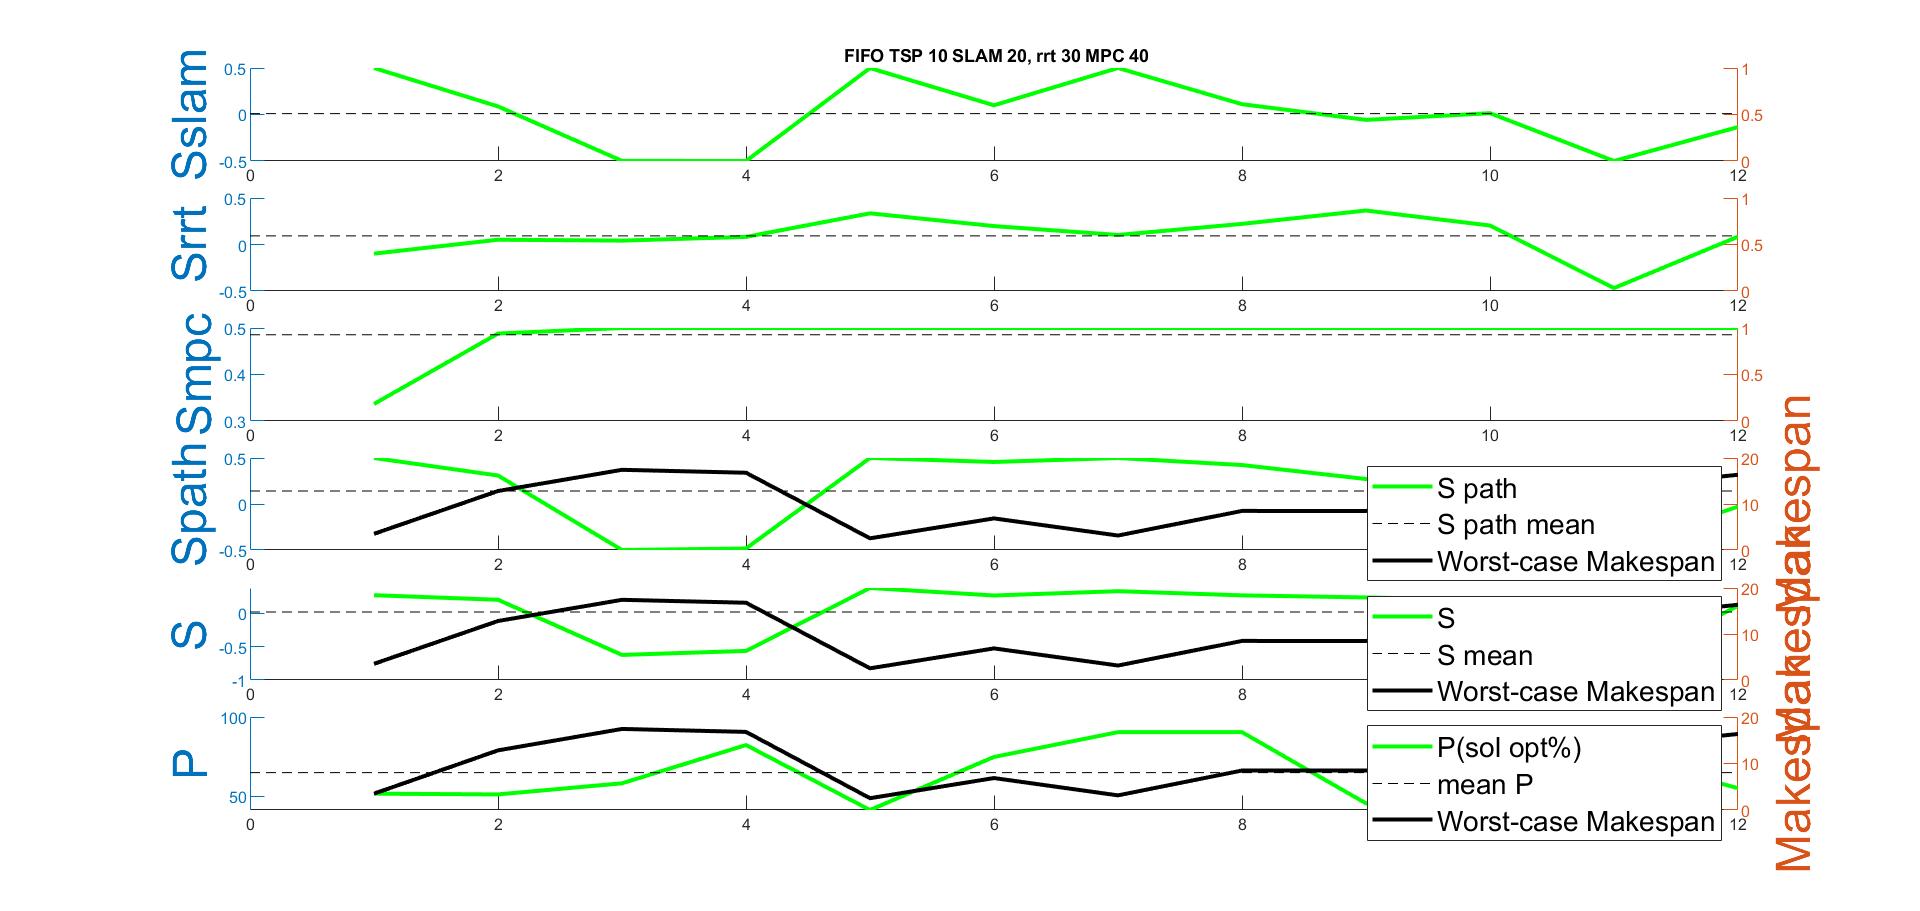 FIFO TSP 10 SLAM 20, rrt 30 MPC 40
Sslam
0.5
0
-0.5
0 2 4 6 8 10 12
1
0.5
0
Srrt
0.5
0
-0.5
0 2 4 6 8 10 12
1
0.5
0
Smpc
0.5
0.4
0.3
0 2 4 6 8 10 12
1
0.5
0
Spath
0.5
0
-0.5
0 2 4 6 8 12
20
10
0
Makespan
S path
S path mean
Worst-case Makespan
S
0
-0.5
-1
0 2 4 6 8 12
20
10
0
Makespan
S
S mean
Worst-case Makespan
P
100
50
0 2 4 6 8 12
20
10
0
Makespan
P(sol opt%)
mean P
Worst-case Makespan